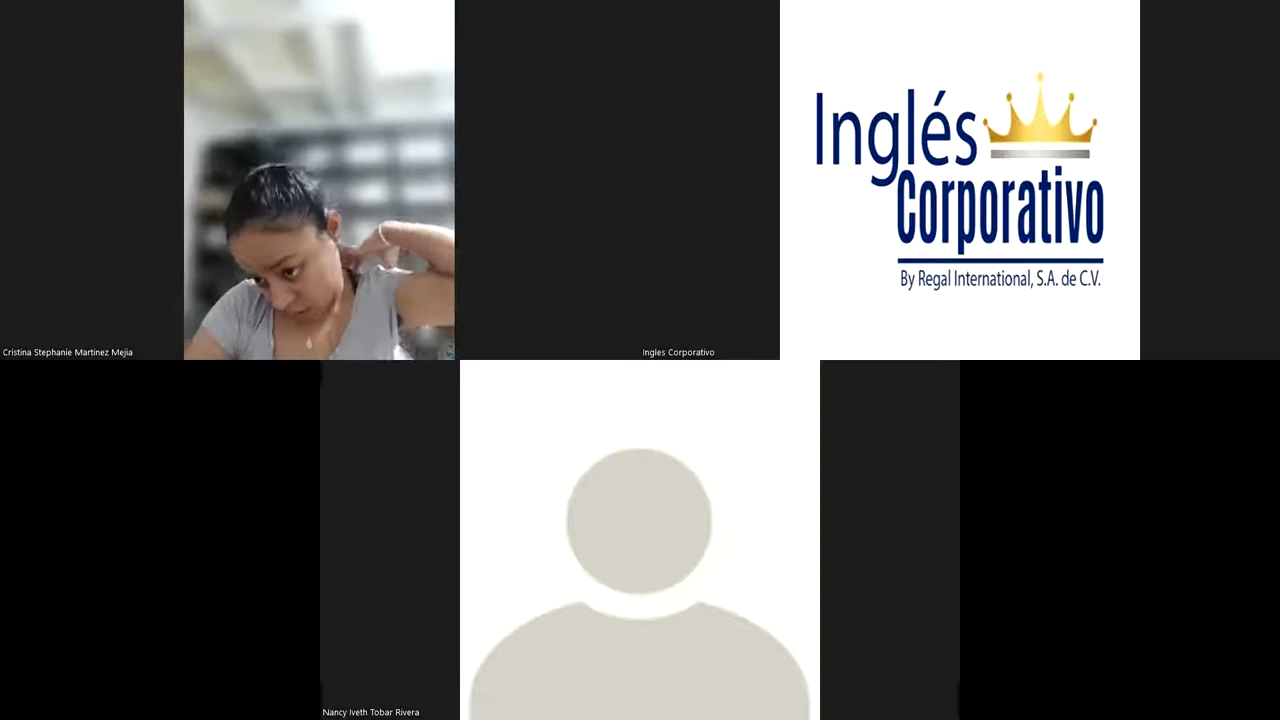 Inglés
Corporativo
By Regal International, S.A. de C.V.
Cristina Stephanie Martinez Mejia
Ingles Corporativo
Nancy Iveth Tobar Rivera